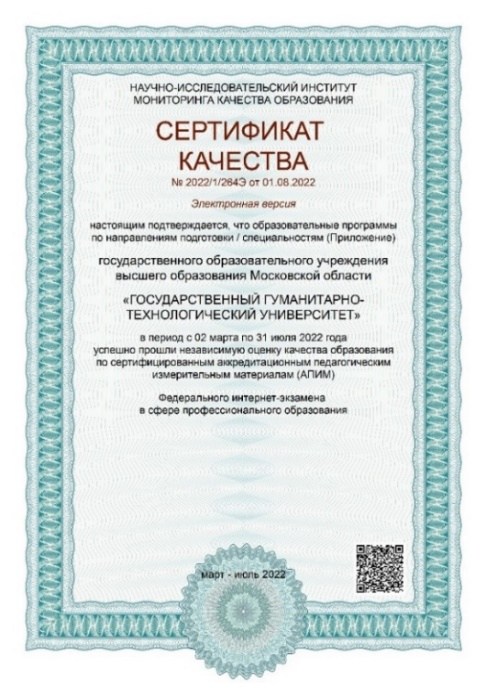 НАУЧНО-ИССЛЕДОВАТЕЛЬСКИЙ ИНСТИТУТ
МОНИТОРИНГА КАЧЕСТВА ОБРАЗОВАНИЯ
СЕРТИФИКАТ
КАЧЕСТВА
№ 2022/1/264Э от 01.08.2022
Электронная версия
настоящим подтверждается, что образовательные программы
по направлениям подготовки / специальностям (Приложение)
государственного образовательного учреждения
высшего образования Московской области
«ГОСУДАРСТВЕННЫЙ ГУМАНИТАРНО-
ТЕХНОЛОГИЧЕСКИЙ УНИВЕРСИТЕТ»
в период с 02 марта по 31 июля 2022 года
успешно прошли независимую оценку качества образования
по сертифицированным аккредитационным педагогическим
измерительным материалам (АПИМ)
Федерального интернет-экзамена
в сфере профессионального образования
март - июль 2022